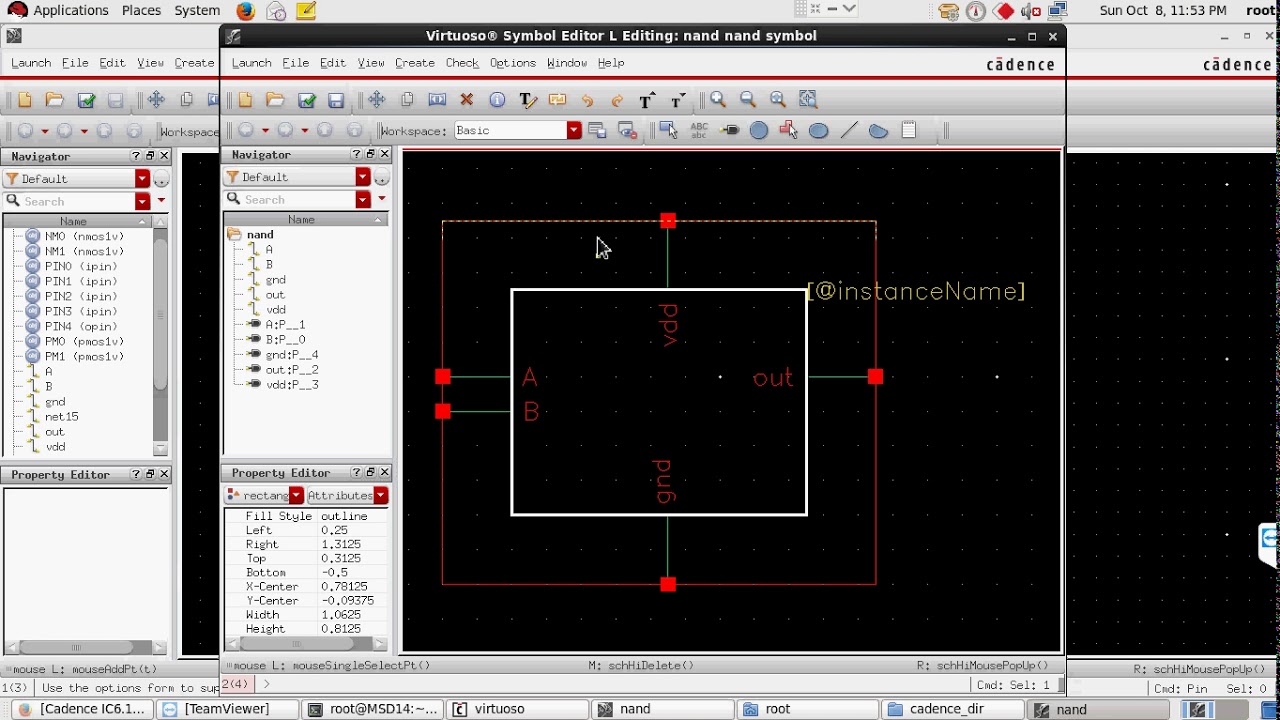 Applications Places System
Sun Oct 8, 11:53 PM root
Virtuoso® Symbol Editor L Editing: nand nand symbol
Launch File Edit View Create
cādence
Launch File Edit View Create Check Options Window Help
cādence
Workspace
Workspace: Basic
Navigator
Default
Search
Name
NM0 (nmos1v)
NM1 (nmos1v)
PIN0 (ipin)
PIN1 (ipin)
PIN2 (ipin)
PIN3 (ipin)
PIN4 (opin)
PM0 (pmos1v)
PM1 (pmos1v)
A
B
gnd
net15
out
vdd
Property Editor
Navigator
Default
Search
Name
nand
A
B
gnd
out
vdd
A:P__1
B:P__0
gnd:P__4
out:P__2
vdd:P__3
Property Editor
rectang Attributes
Fill Style outline
Left 0.25
Right 1.3125
Top 0.3125
Bottom -0.5
X-Center 0.78125
Y-Center -0.09375
Width 1.0625
Height 0.8125
[@instanceName]
vdd
A
B
out
gnd
mouse L: mouseAddPt(t)
mouse L: mouseSingleSelectPt() M: schHiDelete() R: schHiMousePopUp()
R: schHiMousePopUp()
1(3) Use the options form to sup
2(4) > Cmd: Sel: 1
Cmd: Pin Sel: 0
[Cadence IC6.1... [TeamViewer] root@MSD14:~... virtuoso nand root cadence_dir nand